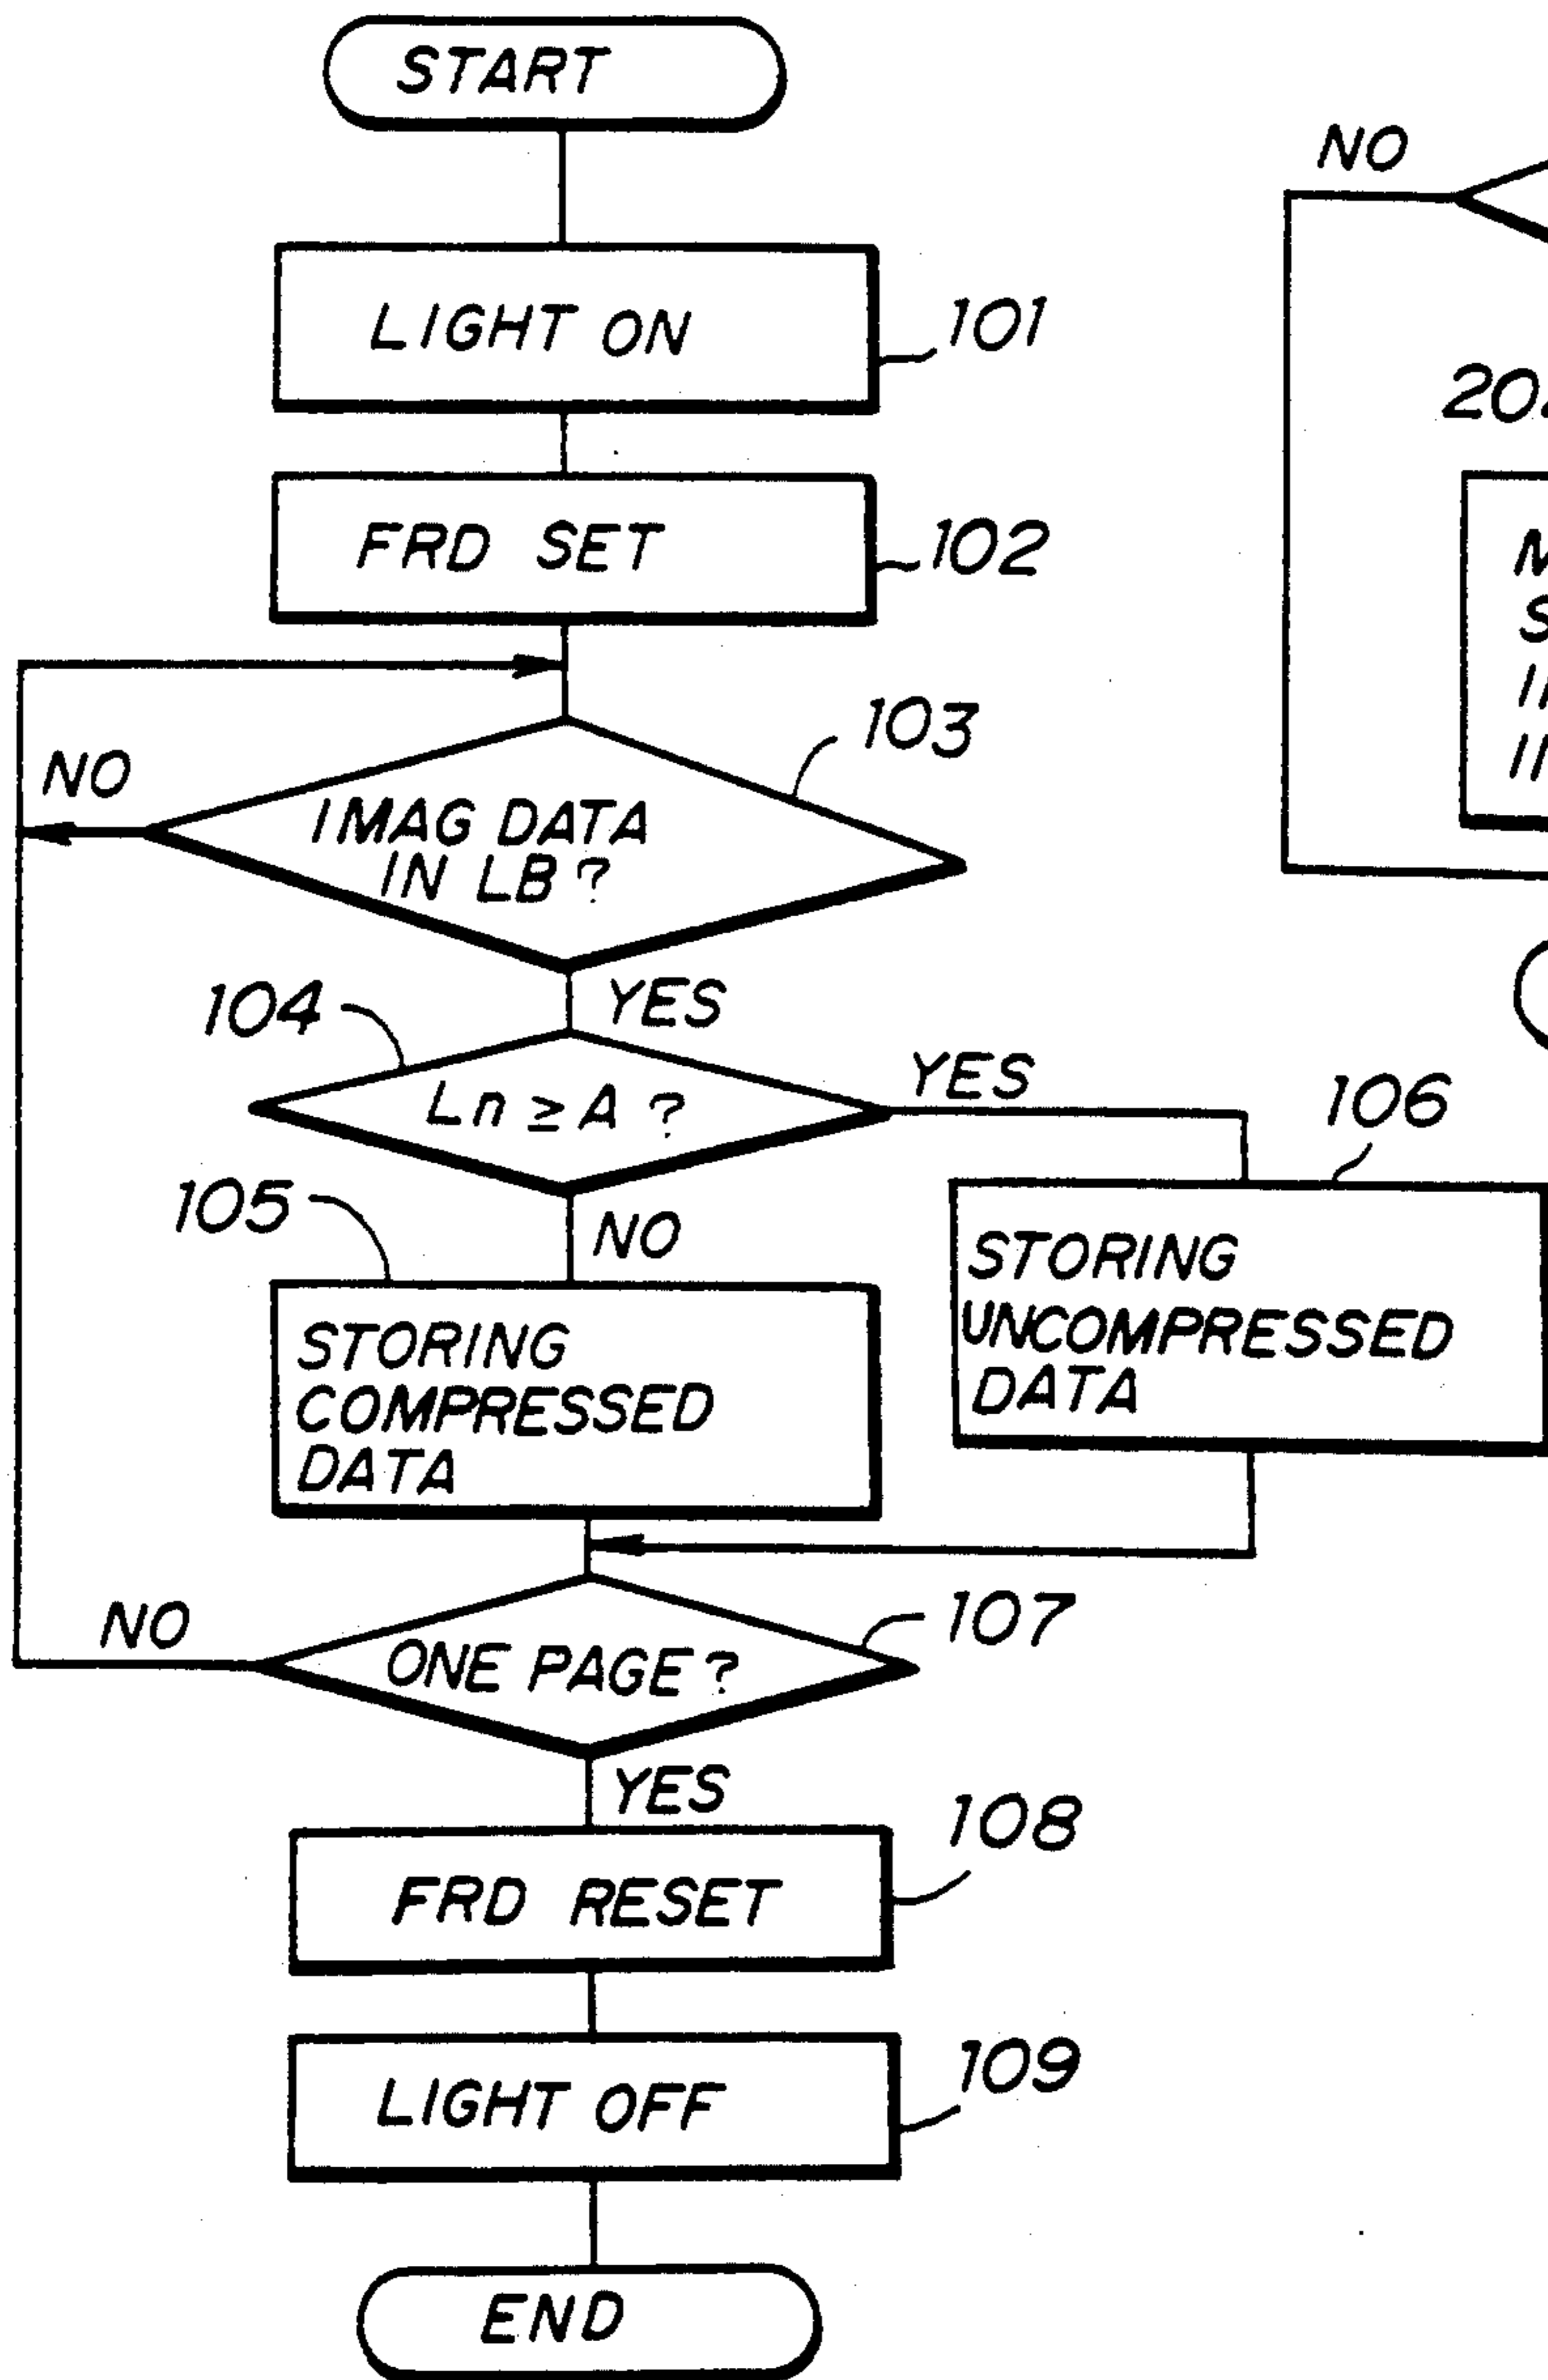 START
LIGHT ON
101
FRD SET
102
103
NO
IMAG DATA
IN LB?
YES
104
Ln ≥ A ?
YES
105
NO
106
STORING
COMPRESSED
DATA
STORING
UNCOMPRESSED
DATA
NO
ONE PAGE?
107
YES
FRD RESET
108
LIGHT OFF
109
END
NO